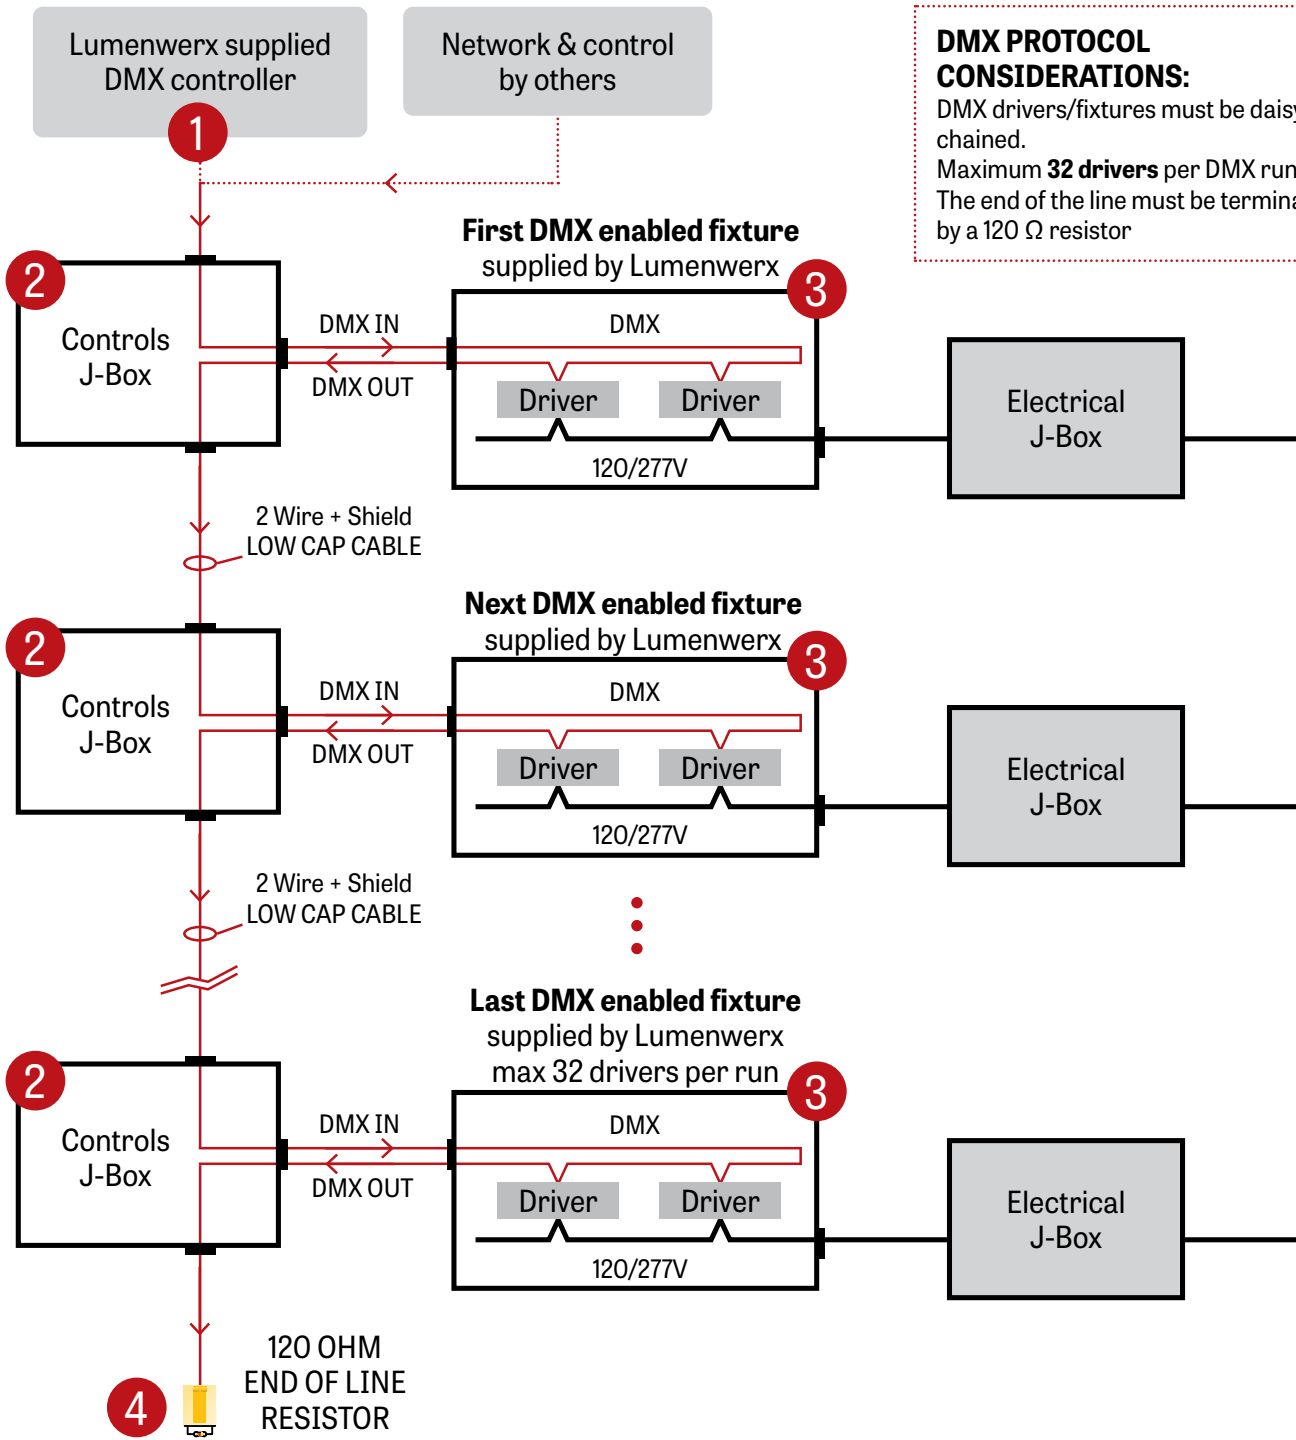 Lumenwerx supplied
DMX controller
1
Network & control
by others
DMX PROTOCOL
CONSIDERATIONS:
DMX drivers/fixtures must be daisy
chained.
Maximum 32 drivers per DMX run
The end of the line must be termina
by a 120 Ω resistor
First DMX enabled fixture
supplied by Lumenwerx
2
Controls
J-Box
DMX IN
DMX OUT
3
DMX
Driver
Driver
120/277V
Electrical
J-Box
2 Wire + Shield
LOW CAP CABLE
Next DMX enabled fixture
supplied by Lumenwerx
2
Controls
J-Box
DMX IN
DMX OUT
3
DMX
Driver
Driver
120/277V
Electrical
J-Box
2 Wire + Shield
LOW CAP CABLE
Last DMX enabled fixture
supplied by Lumenwerx
max 32 drivers per run
2
Controls
J-Box
DMX IN
DMX OUT
3
DMX
Driver
Driver
120/277V
Electrical
J-Box
4
120 OHM
END OF LINE
RESISTOR